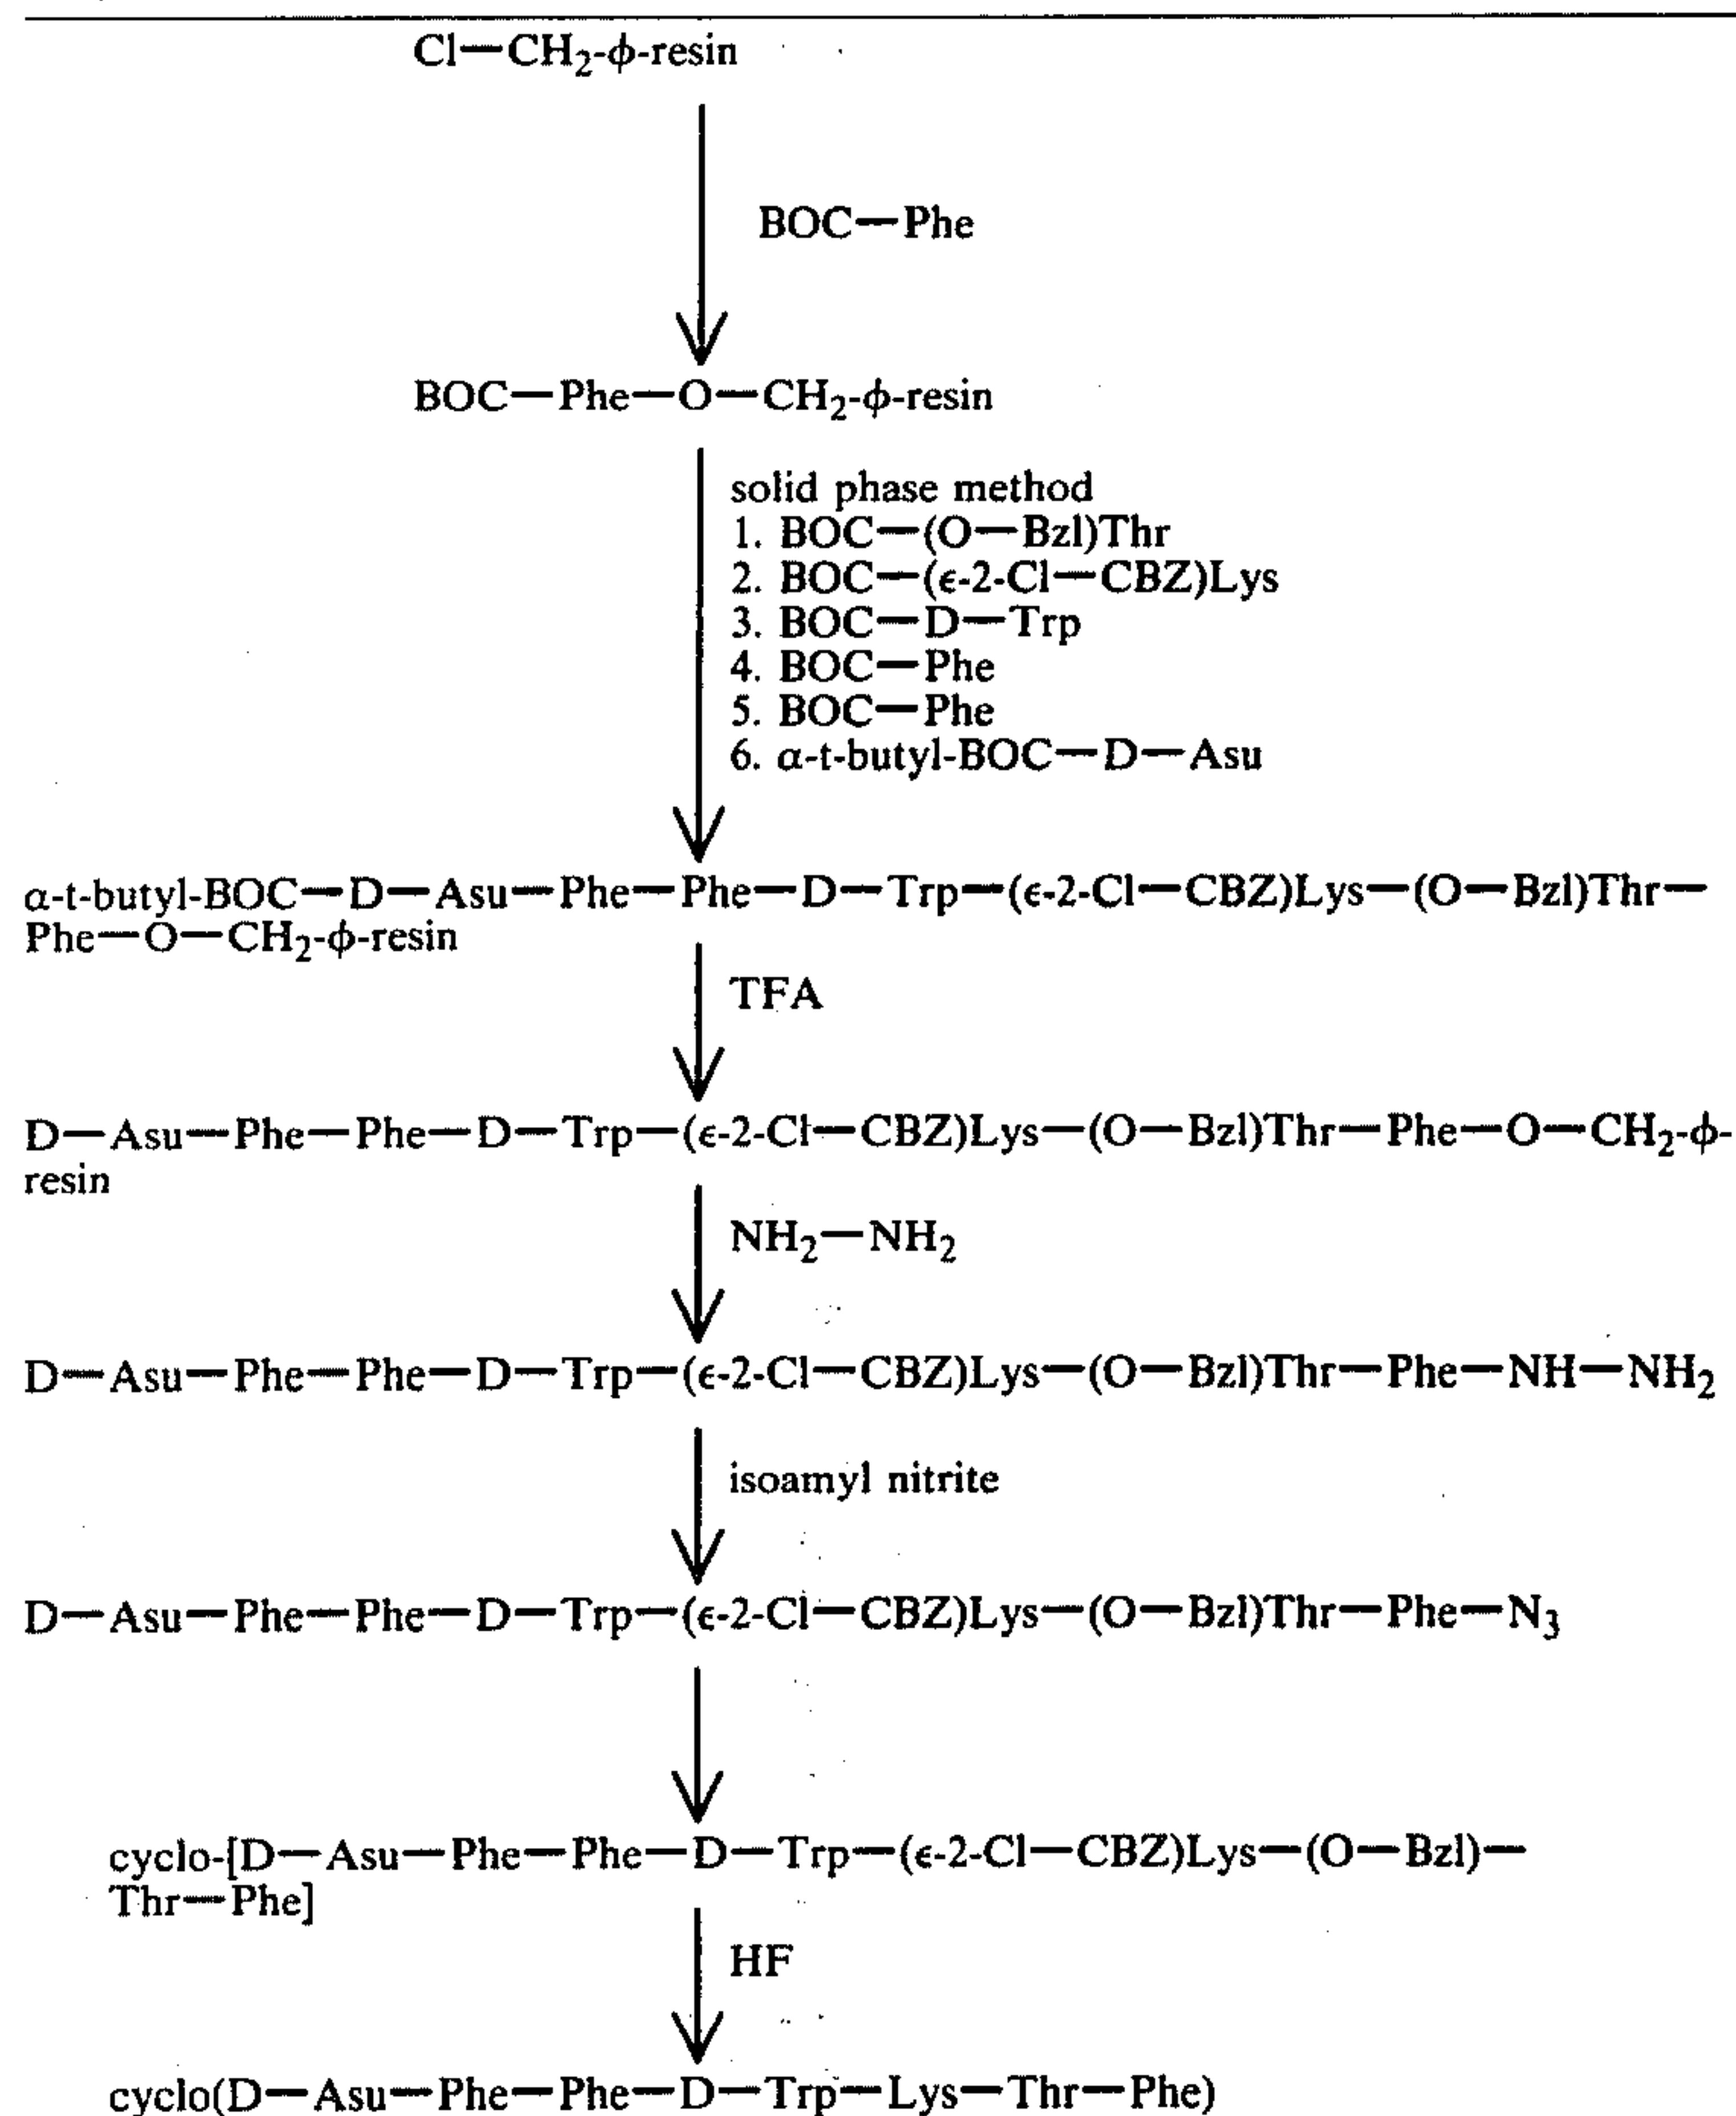 Cl—CH₂-ϕ-resin
BOC—Phe
BOC—Phe—O—CH₂-ϕ-resin
solid phase method
1. BOC—(O—Bzl)Thr
2. BOC—(ϵ-2-Cl—CBZ)Lys
3. BOC—D—Trp
4. BOC—Phe
5. BOC—Phe
6. α-t-butyl-BOC—D—Asu
α-t-butyl-BOC—D—Asu—Phe—Phe—D—Trp—(ϵ-2-Cl—CBZ)Lys—(O—Bzl)Thr—
Phe—O—CH₂-ϕ-resin
TFA
D—Asu—Phe—Phe—D—Trp—(ϵ-2-Cl—CBZ)Lys—(O—Bzl)Thr—Phe—O—CH₂-ϕ-
resin
NH₂—NH₂
D—Asu—Phe—Phe—D—Trp—(ϵ-2-Cl—CBZ)Lys—(O—Bzl)Thr—Phe—NH—NH₂
isoamyl nitrite
D—Asu—Phe—Phe—D—Trp—(ϵ-2-Cl—CBZ)Lys—(O—Bzl)Thr—Phe—N₃
cyclo-[D—Asu—Phe—Phe—D—Trp—(ϵ-2-Cl—CBZ)Lys—(O—Bzl)—
Thr—Phe]
HF
cyclo(D—Asu—Phe—Phe—D—Trp—Lys—Thr—Phe)